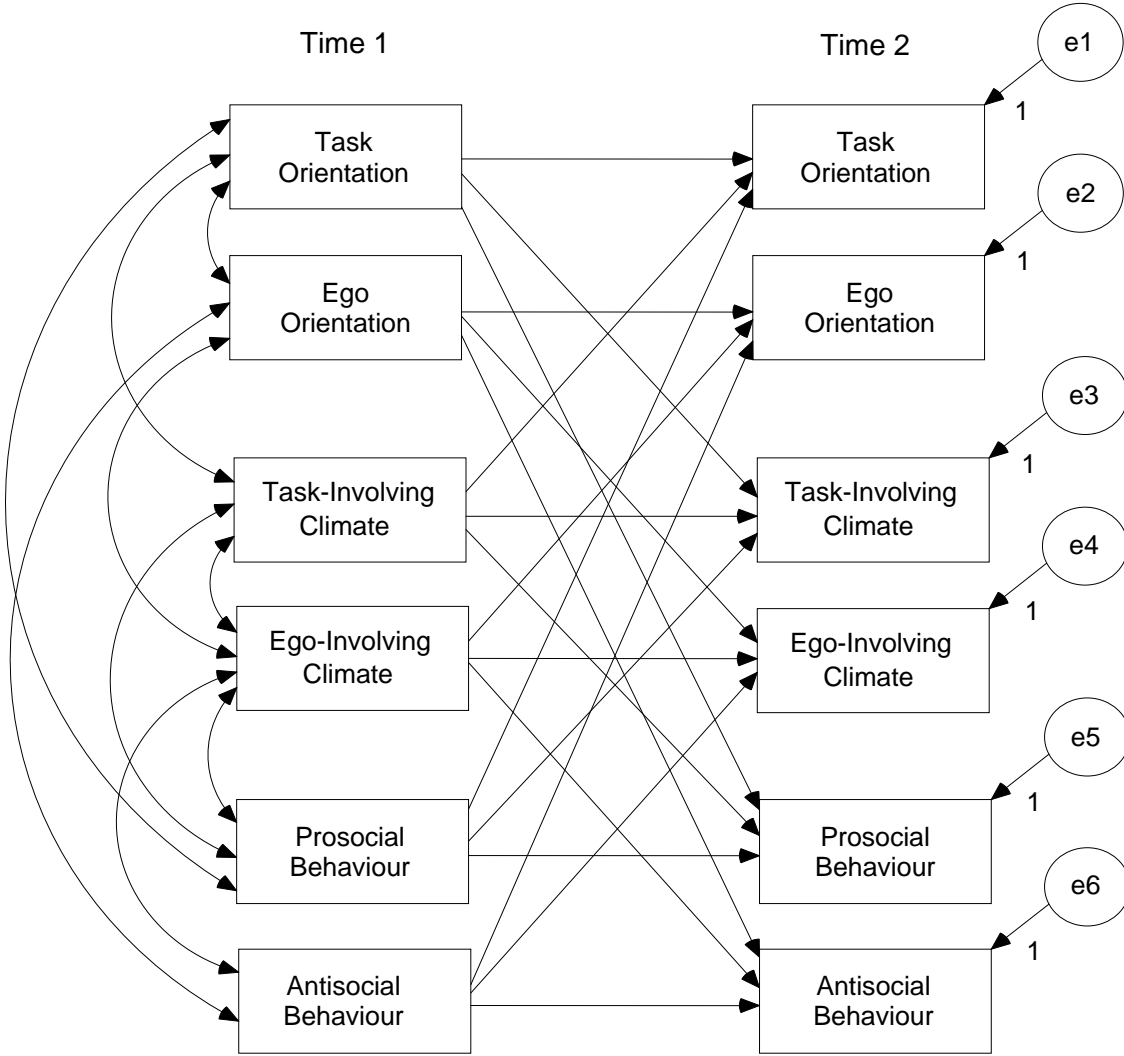 Time 1
Time 2
e1
1
Task
Orientation
Task
Orientation
e2
1
Ego
Orientation
Ego
Orientation
e3
1
Task-Involving
Climate
Task-Involving
Climate
e4
1
Ego-Involving
Climate
Ego-Involving
Climate
e5
1
Prosocial
Behaviour
Prosocial
Behaviour
e6
1
Antisocial
Behaviour
Antisocial
Behaviour